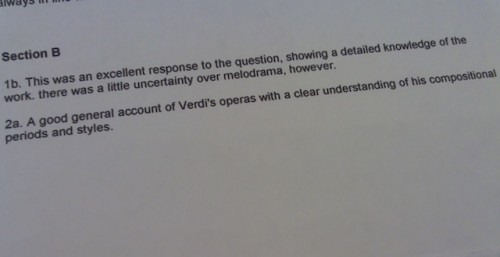 always in
Section B
1b. This was an excellent response to the question, showing a detailed knowledge of the
work. there was a little uncertainty over melodrama, however.
2a. A good general account of Verdi's operas with a clear understanding of his compositional
periods and styles.